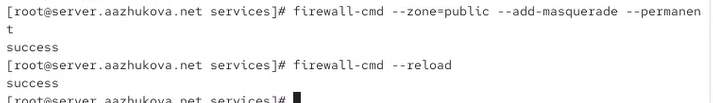 [root@server.aazhukova.net services]# firewall-cmd --zone=public --add-masquerade --permanen
t
success
[root@server.aazhukova.net services]# firewall-cmd --reload
success
[root@server.aazhukova.net services]#